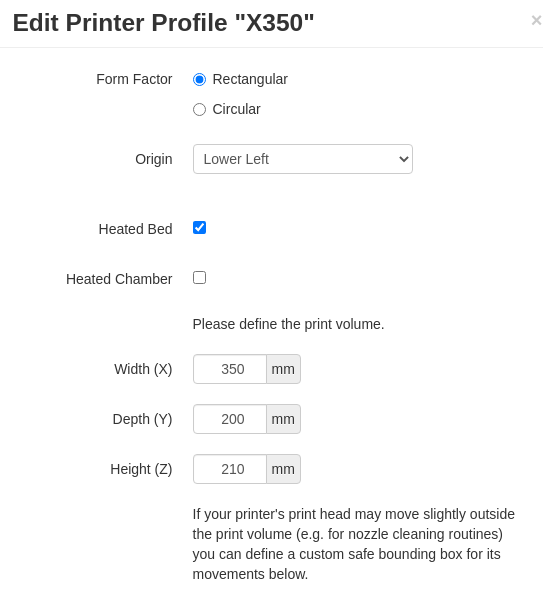 Edit Printer Profile "X350"
×
Form Factor
Rectangular
Circular
Origin
Lower Left
Heated Bed
Heated Chamber
Please define the print volume.
Width (X)
350 mm
Depth (Y)
200 mm
Height (Z)
210 mm
If your printer's print head may move slightly outside
the print volume (e.g. for nozzle cleaning routines)
you can define a custom safe bounding box for its
movements below.